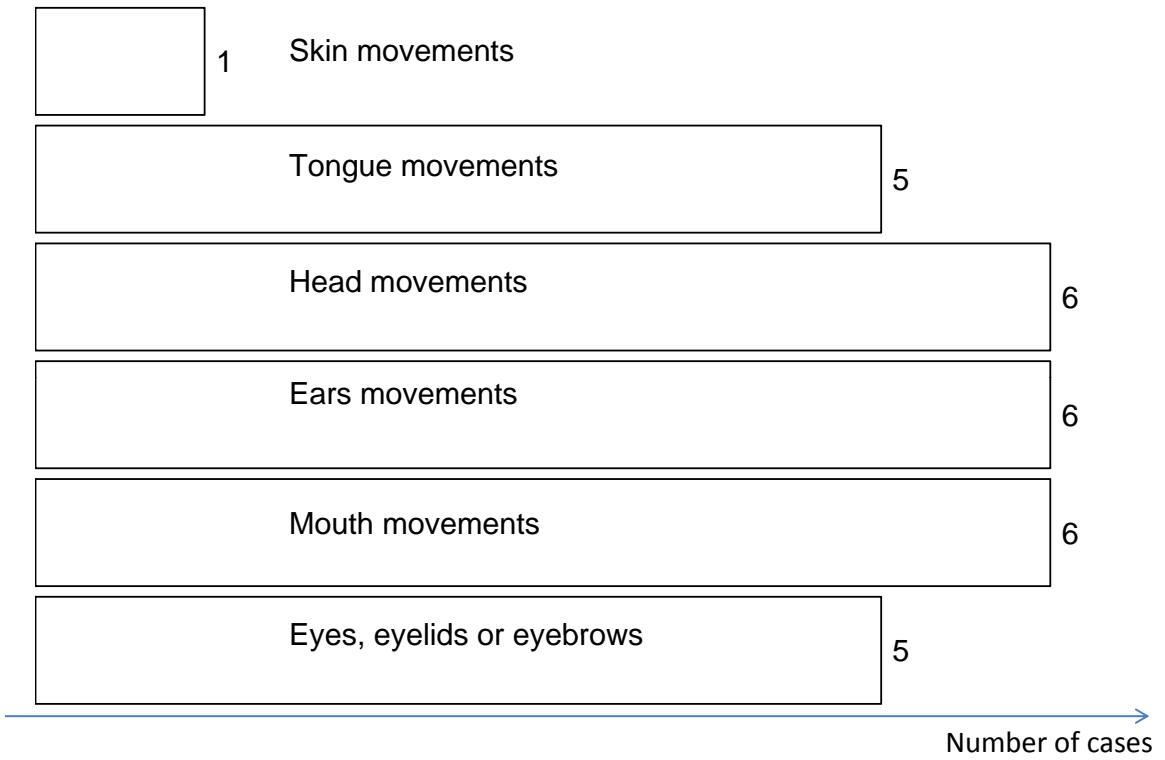 1 Skin movements
Tongue movements 5
Head movements 6
Ears movements 6
Mouth movements 6
Eyes, eyelids or eyebrows 5
Number of cases